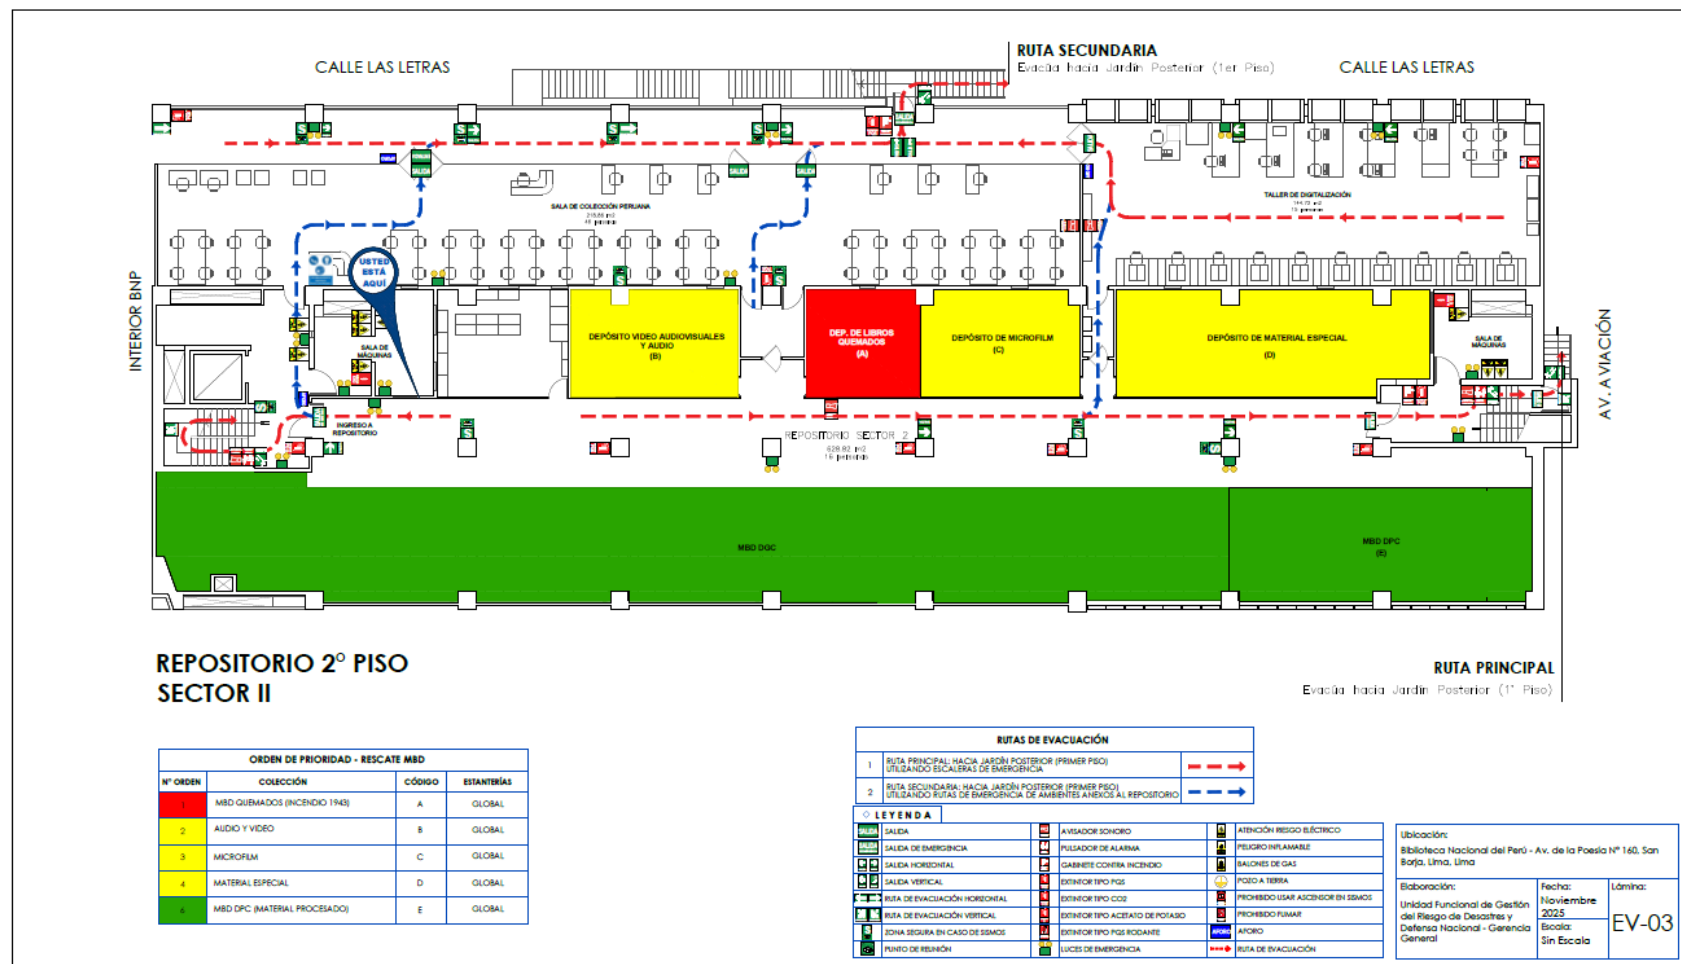 RUTA SECUNDARIA
Evacúa hacia Jardín Posterior (1er Piso)
CALLE LAS LETRAS
CALLE LAS LETRAS
INTERIOR BNP
AV. AVIACIÓN
SALIDA
SALIDA
SALIDA
SALIDA
TALLER DE DIGITALIZACIÓN
SALA DE COLECCIÓN PERUANA
USTED
ESTÁ
AQUÍ
DEPÓSITO VIDEO AUDIOVISUALES
Y AUDIO
(B)
DEP. DE LIBROS
QUEMADOS
(A)
DEPÓSITO DE MICROFILM
(C)
DEPÓSITO DE MATERIAL ESPECIAL
(D)
SALA DE
MÁQUINAS
SALA DE
MÁQUINAS
INGRESO A
REPOSITORIO
REPOSITORIO SECTOR 2
628.82 m2
16 personas
MBD DGC
MBD DPC
(E)
REPOSITORIO 2° PISO
SECTOR II
RUTA PRINCIPAL
Evacúa hacia Jardín Posterior (1° Piso)
ORDEN DE PRIORIDAD - RESCATE MBD
N° ORDEN COLECCIÓN CÓDIGO ESTANTERÍAS
1 MBD QUEMADOS (INCENDIO 1943) A GLOBAL
2 AUDIO Y VIDEO B GLOBAL
3 MICROFILM C GLOBAL
4 MATERIAL ESPECIAL D GLOBAL
6 MBD DPC (MATERIAL PROCESADO) E GLOBAL
RUTAS DE EVACUACIÓN
1 RUTA PRINCIPAL: HACIA JARDÍN POSTERIOR (PRIMER PISO)
UTILIZANDO ESCALERAS DE EMERGENCIA
2 RUTA SECUNDARIA: HACIA JARDÍN POSTERIOR (PRIMER PISO)
UTILIZANDO RUTAS DE EMERGENCIA DE AMBIENTES ANEXOS AL REPOSITORIO
LEYENDA
SALIDA AVISADOR SONORO ATENCIÓN RIESGO ELÉCTRICO
SALIDA DE EMERGENCIA PULSADOR DE ALARMA PELIGRO INFLAMABLE
SALIDA HORIZONTAL GABINETE CONTRA INCENDIO BALONES DE GAS
SALIDA VERTICAL EXTINTOR TIPO PQS POZO A TIERRA
RUTA DE EVACUACIÓN HORIZONTAL EXTINTOR TIPO CO2 PROHIBIDO USAR ASCENSOR EN SISMOS
RUTA DE EVACUACIÓN VERTICAL EXTINTOR TIPO ACETATO DE POTASIO PROHIBIDO FUMAR
ZONA SEGURA EN CASO DE SISMOS EXTINTOR TIPO PQS RODANTE AFORO AFORO
PUNTO DE REUNIÓN LUCES DE EMERGENCIA RUTA DE EVACUACIÓN
Ubicación:
Biblioteca Nacional del Perú - Av. de la Poesía N° 160, San
Borja, Lima, Lima
Elaboración:
Unidad Funcional de Gestión
del Riesgo de Desastres y
Defensa Nacional - Gerencia
General
Fecha:
Noviembre
2025
Escala:
Sin Escala
Lámina:
EV-03